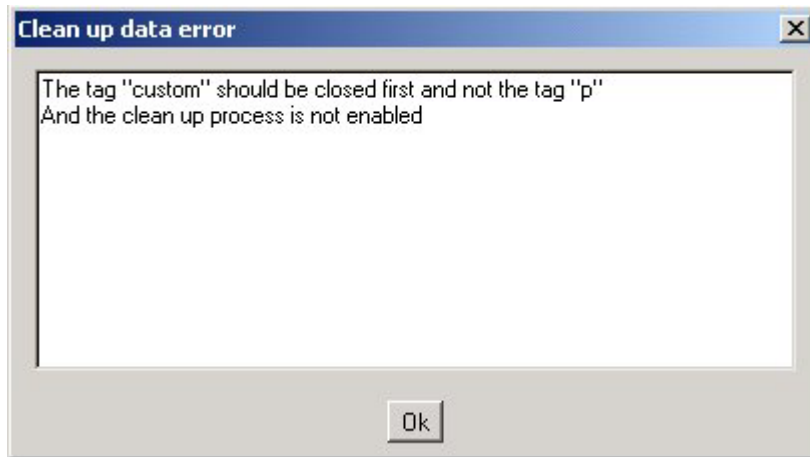 Clean up data error
The tag "custom" should be closed first and not the tag "p"
And the clean up process is not enabled
Ok